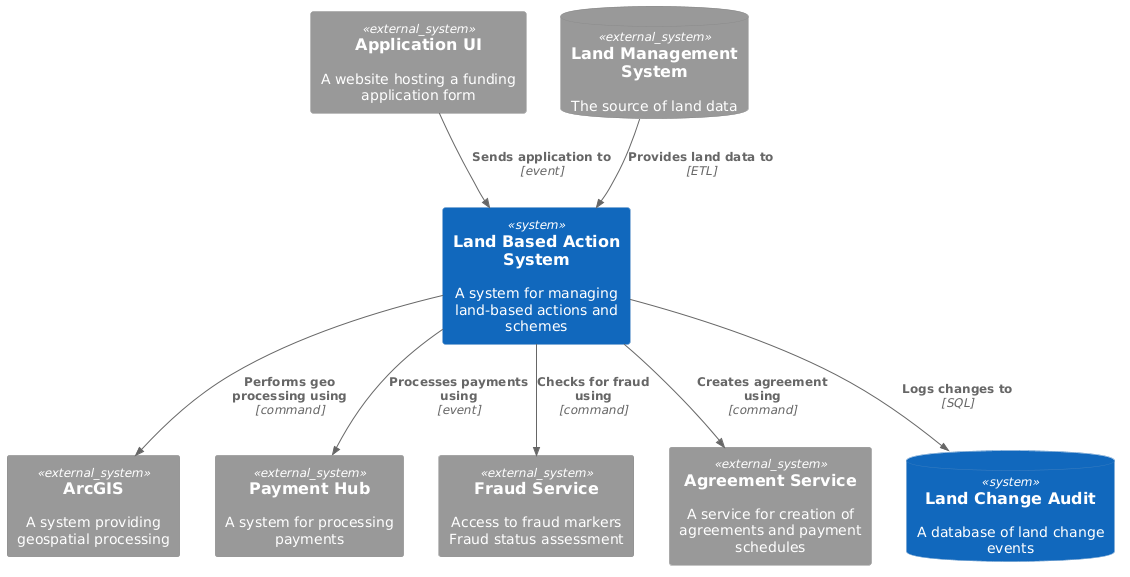 «external_system»
Application UI
A website hosting a funding
application form
«external_system»
Land Management
System
The source of land data
Sends application to
[event]
Provides land data to
[ETL]
«system»
Land Based Action
System
A system for managing
land-based actions and
schemes
Performs geo
processing using
[command]
Processes payments
using
[event]
Checks for fraud
using
[command]
Creates agreement
using
[command]
Logs changes to
[SQL]
«external_system»
ArcGIS
A system providing
geospatial processing
«external_system»
Payment Hub
A system for processing
payments
«external_system»
Fraud Service
Access to fraud markers
Fraud status assessment
«external_system»
Agreement Service
A service for creation of
agreements and payment
schedules
«system»
Land Change Audit
A database of land change
events